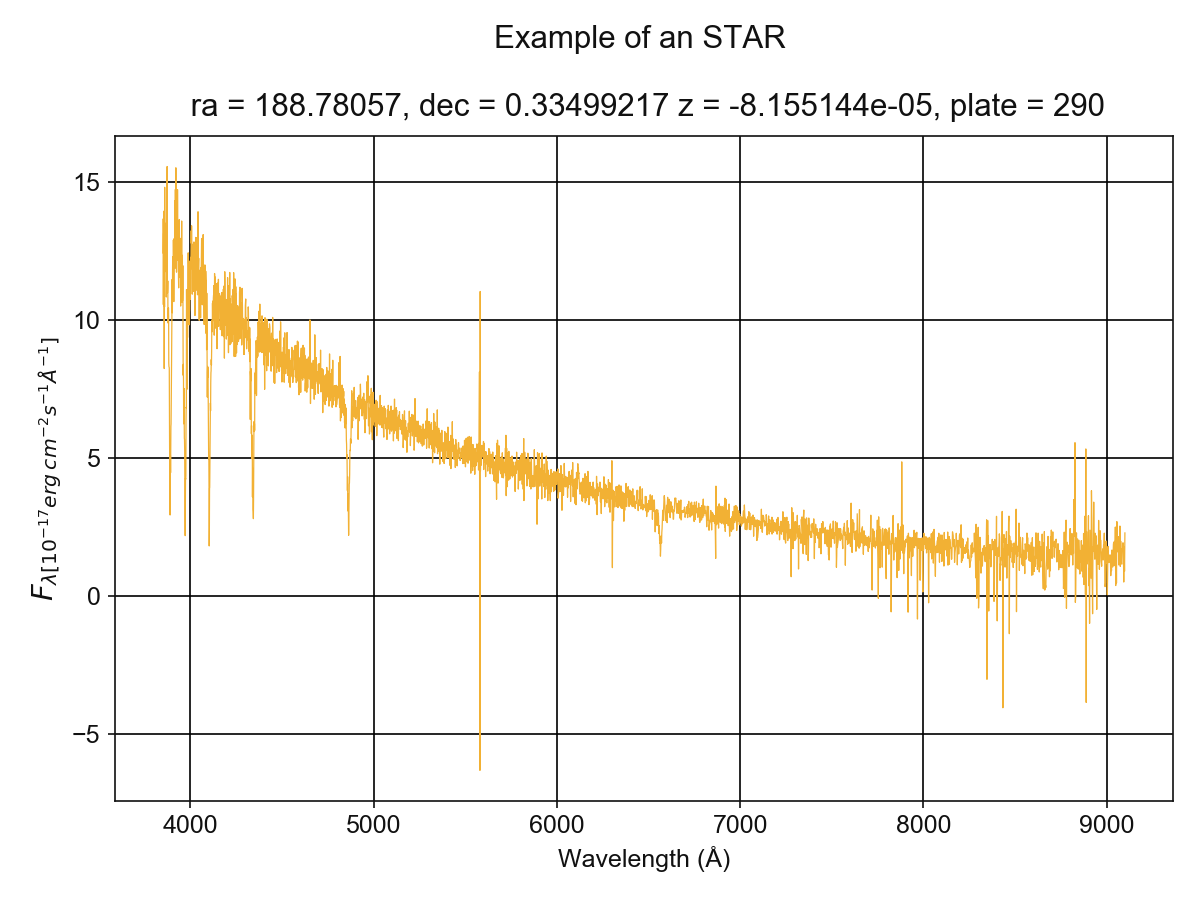 Example of an STAR
ra = 188.78057, dec = 0.33499217 z = -8.155144e-05, plate = 290
15
10
5
0
−5
F_{λ[10^{−17} erg cm^{−2} s^{−1} Å^{−1}]}
4000 5000 6000 7000 8000 9000
Wavelength (Å)